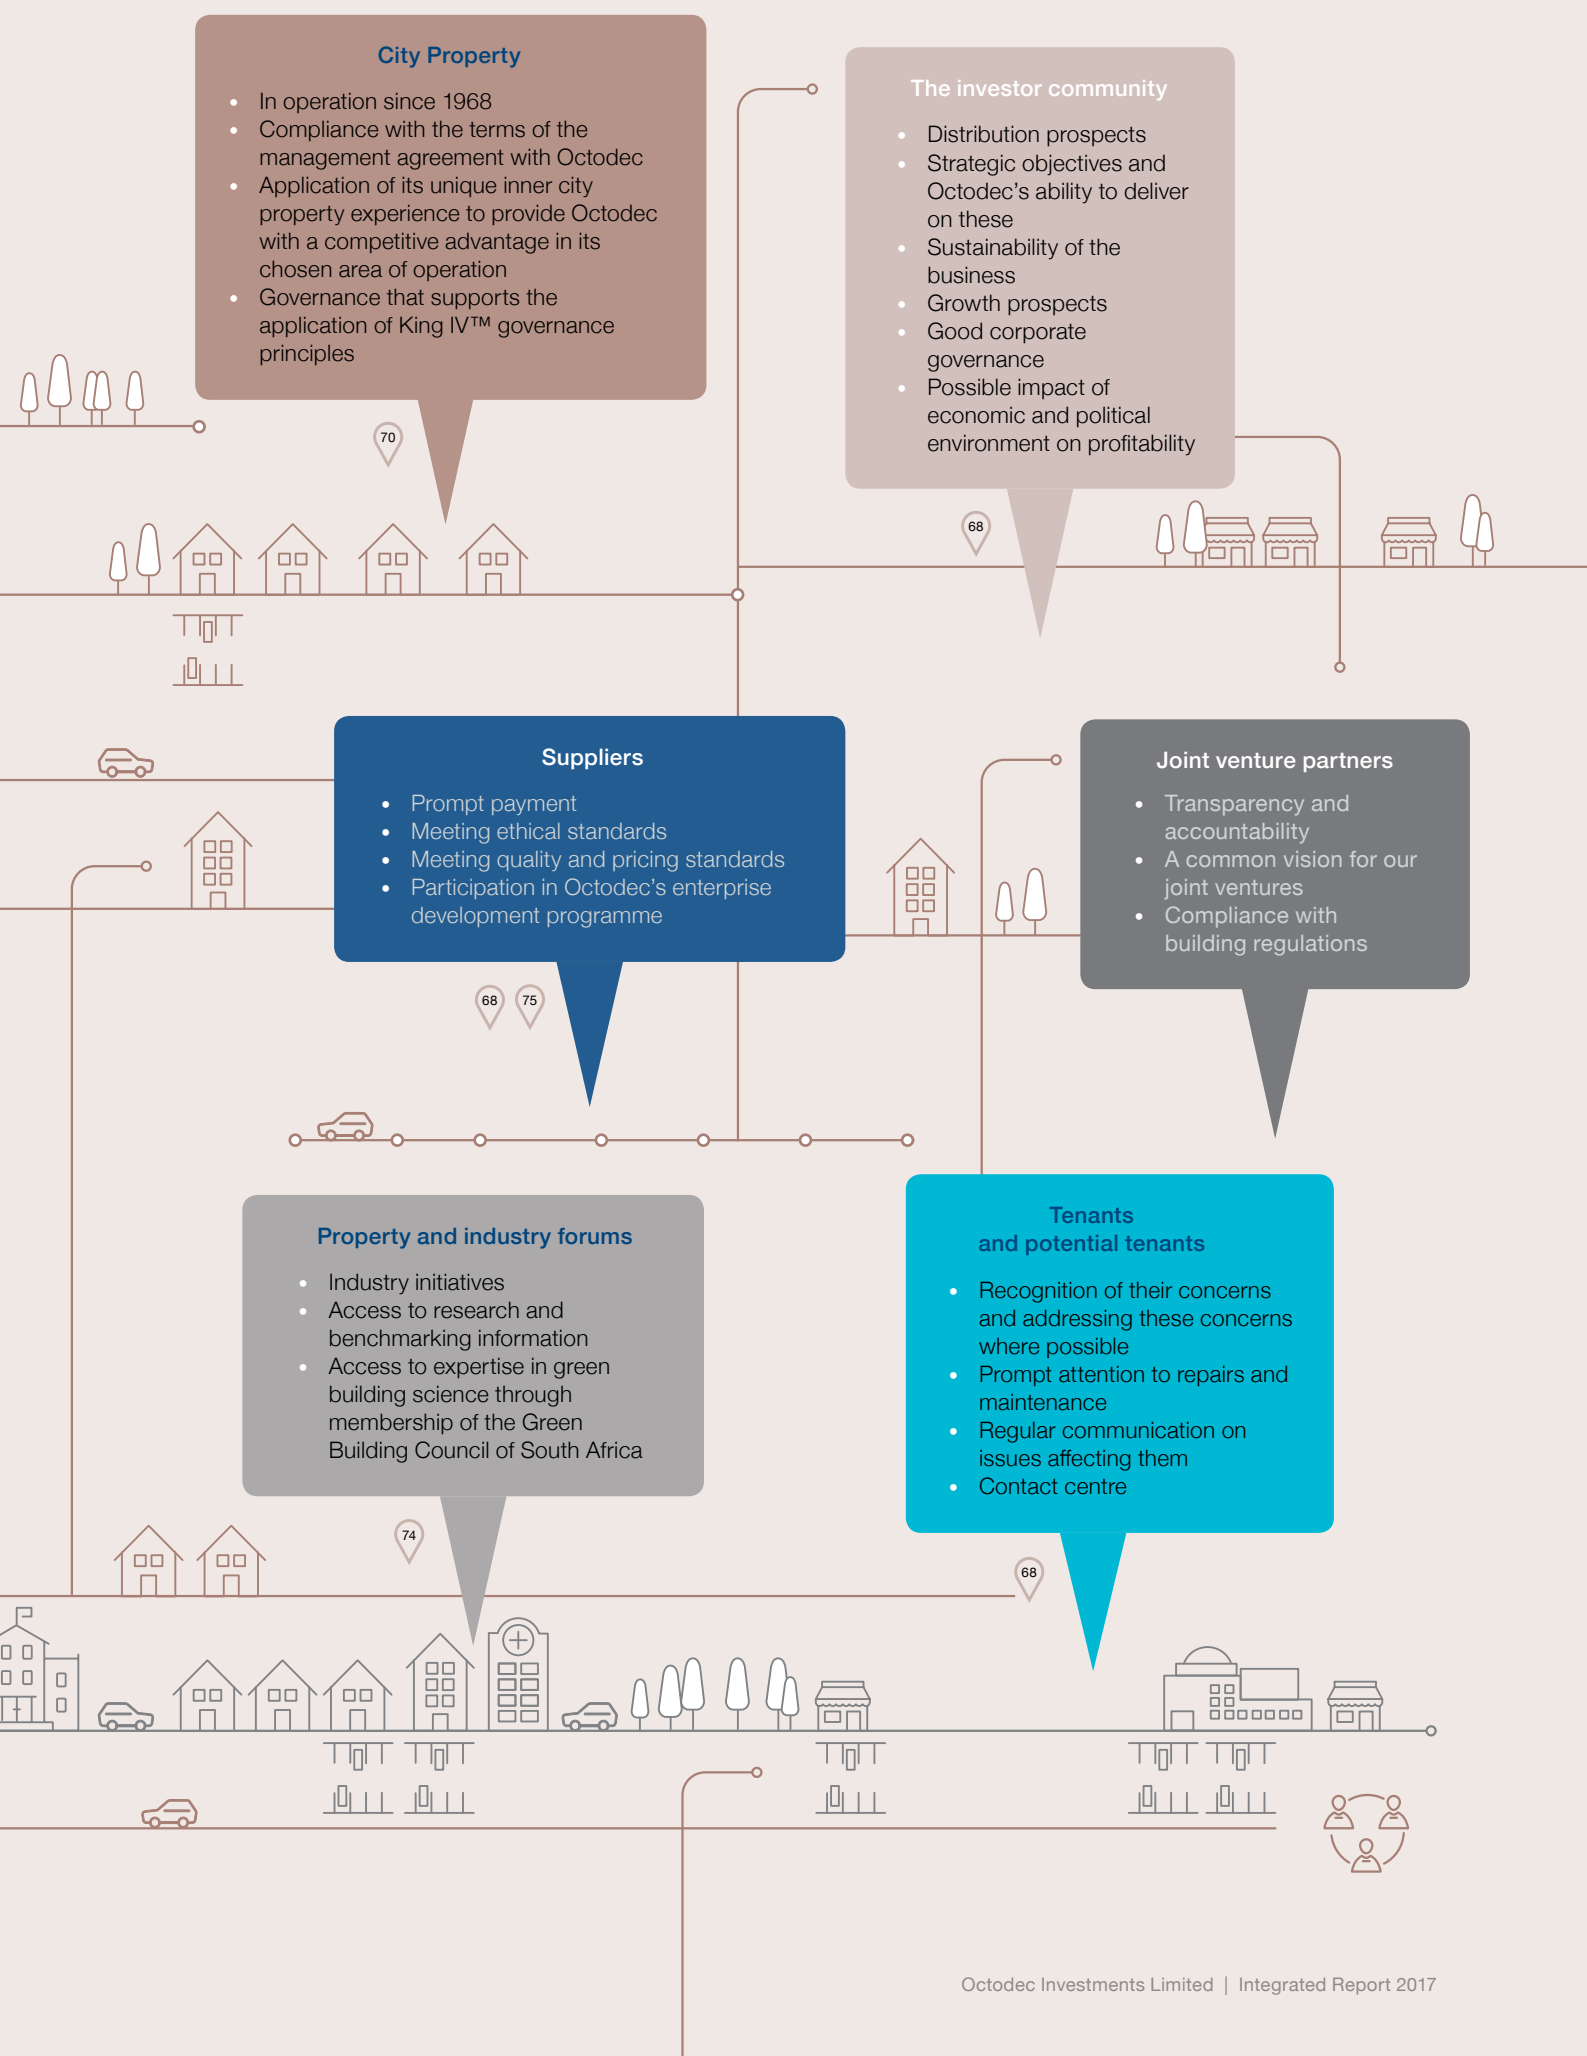 City Property
• In operation since 1968
• Compliance with the terms of the
management agreement with Octodec
• Application of its unique inner city
property experience to provide Octodec
with a competitive advantage in its
chosen area of operation
• Governance that supports the
application of King IV™ governance
principles
70
The investor community
• Distribution prospects
• Strategic objectives and
Octodec’s ability to deliver
on these
• Sustainability of the
business
• Growth prospects
• Good corporate
governance
• Possible impact of
economic and political
environment on profitability
68
Suppliers
• Prompt payment
• Meeting ethical standards
• Meeting quality and pricing standards
• Participation in Octodec’s enterprise
development programme
68 75
Joint venture partners
• Transparency and
accountability
• A common vision for our
joint ventures
• Compliance with
building regulations
Property and industry forums
• Industry initiatives
• Access to research and
benchmarking information
• Access to expertise in green
building science through
membership of the Green
Building Council of South Africa
74
Tenants
and potential tenants
• Recognition of their concerns
and addressing these concerns
where possible
• Prompt attention to repairs and
maintenance
• Regular communication on
issues affecting them
• Contact centre
68
Octodec Investments Limited | Integrated Report 2017